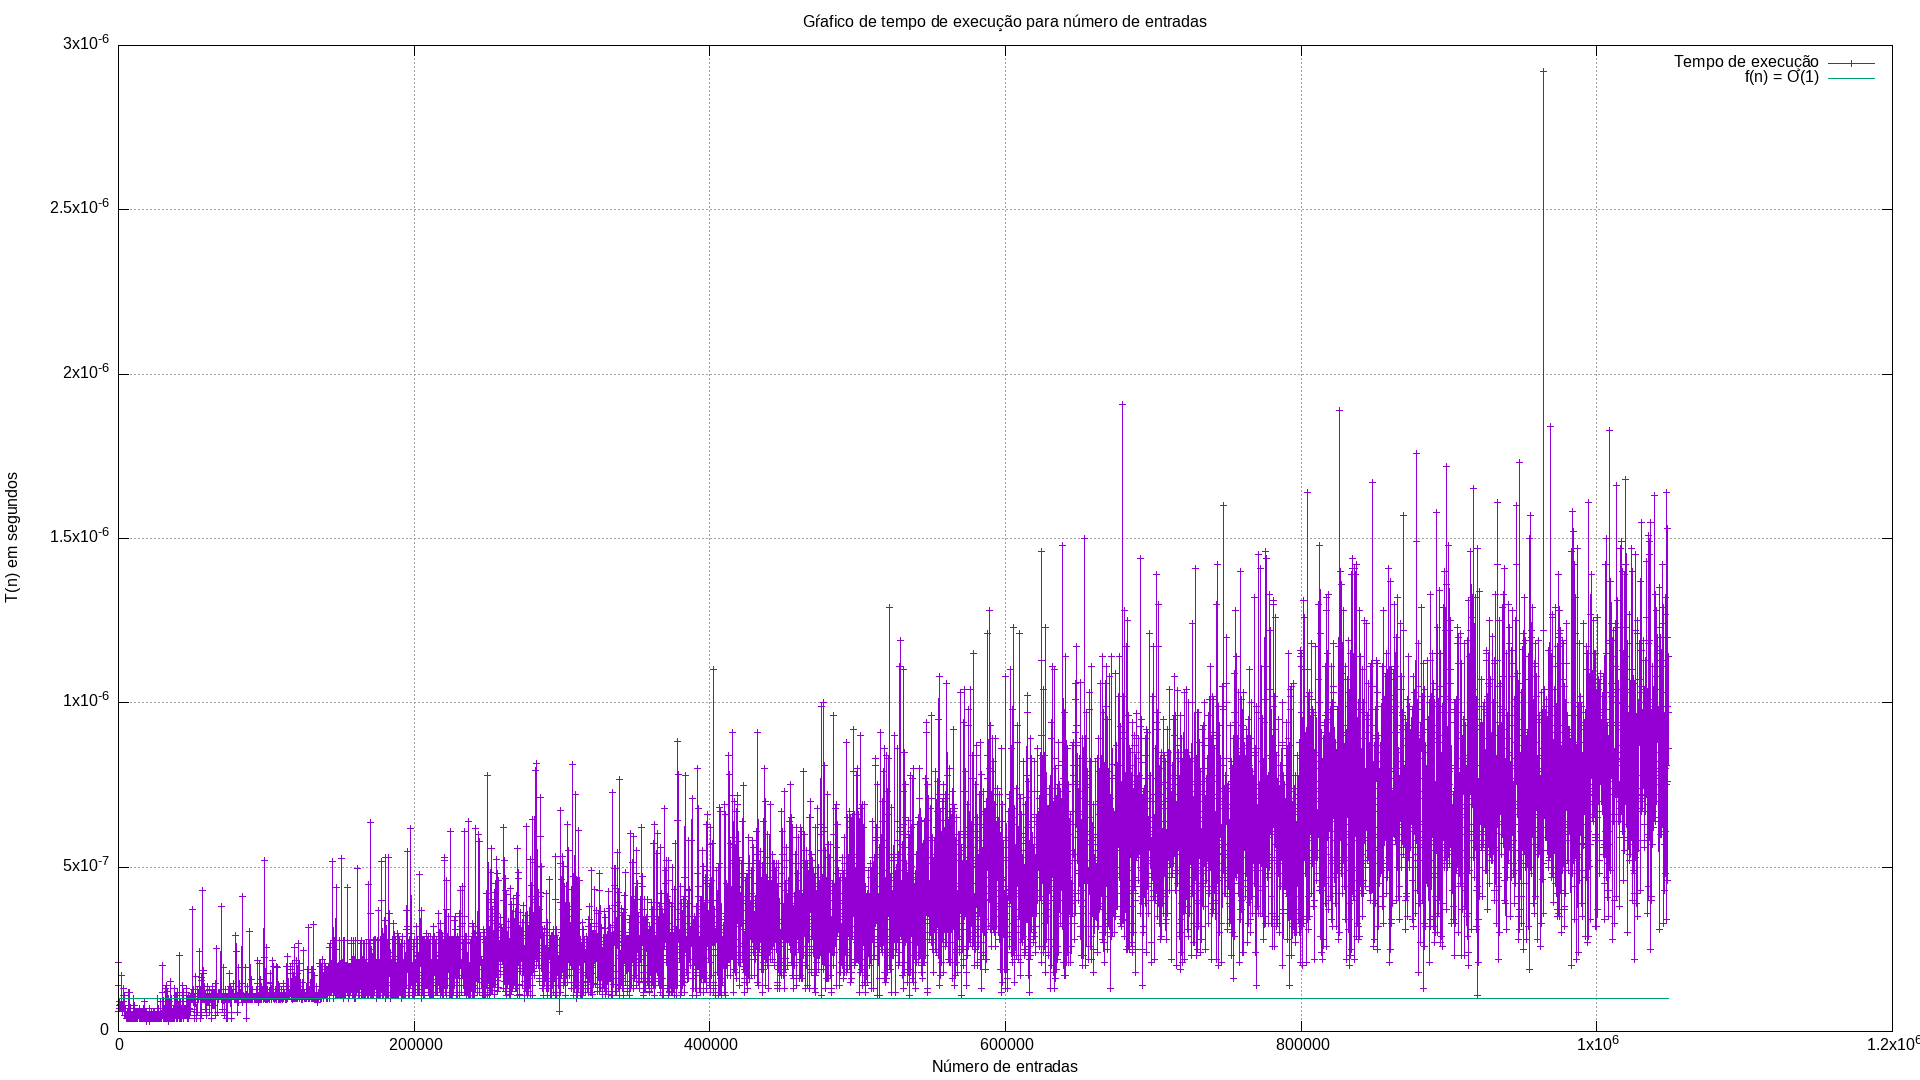 Gŕafico de tempo de execução para número de entradas
3x10-6
Tempo de execução
f(n) = O(1)
2.5x10-6
2x10-6
1.5x10-6
T(n) em segundos
1x10-6
5x10-7
0
0 200000 400000 600000 800000 1x106 1.2x106
Número de entradas